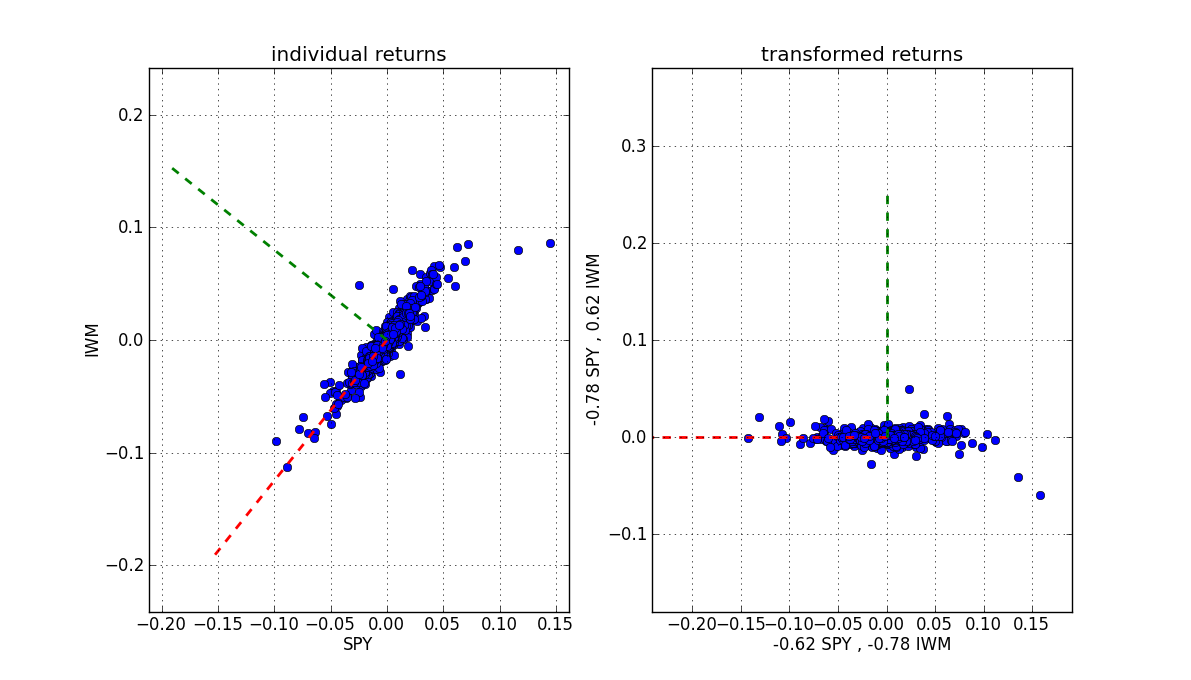 individual returns
0.2
0.1
0.0
−0.1
−0.2
IWM
−0.20 −0.15 −0.10 −0.05 0.00 0.05 0.10 0.15
SPY
transformed returns
0.3
0.2
0.1
0.0
−0.1
-0.78 SPY , 0.62 IWM
−0.20 −0.15 −0.10 −0.05 0.00 0.05 0.10 0.15
-0.62 SPY , -0.78 IWM